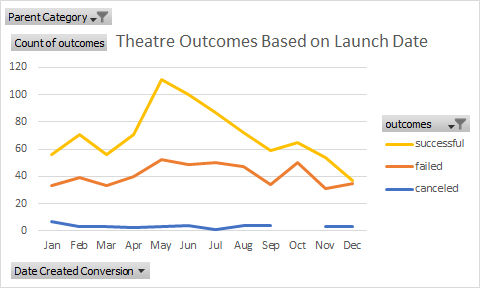 Parent Category
Count of outcomes
Theatre Outcomes Based on Launch Date
120
100
80
60
40
20
0
Jan Feb Mar Apr May Jun Jul Aug Sep Oct Nov Dec
outcomes
successful
failed
canceled
Date Created Conversion